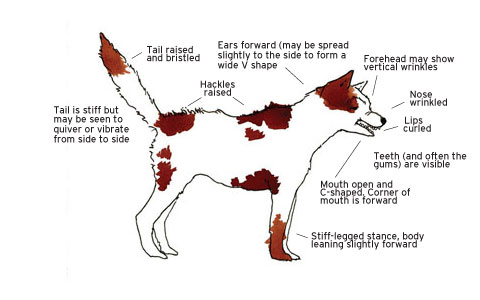 Tail raised
and bristled
Ears forward (may be spread
slightly to the side to form a
wide V shape
Forehead may show
vertical wrinkles
Hackles
raised
Nose
wrinkled
Tail is stiff but
may be seen to
quiver or vibrate
from side to side
Lips
curled
Teeth (and often the
gums) are visible
Mouth open and
C-shaped. Corner of
mouth is forward
Stiff-legged stance, body
leaning slightly forward